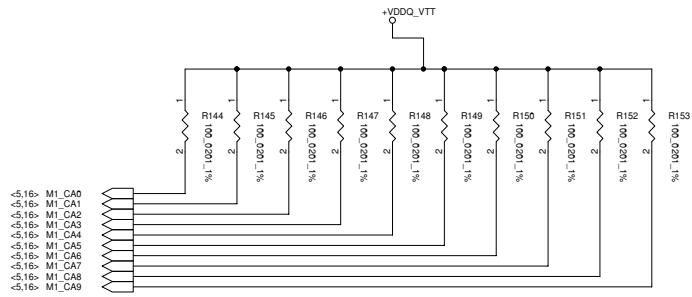 +VDDQ_VTT
1 1 1 1 1 1 1 1 1 1
R144 R145 R146 R147 R148 R149 R150 R151 R152 R153
100_0201_1% 100_0201_1% 100_0201_1% 100_0201_1% 100_0201_1% 100_0201_1% 100_0201_1% 100_0201_1% 100_0201_1% 100_0201_1%
2 2 2 2 2 2 2 2 2 2
<5,16> M1_CA0
<5,16> M1_CA1
<5,16> M1_CA2
<5,16> M1_CA3
<5,16> M1_CA4
<5,16> M1_CA5
<5,16> M1_CA6
<5,16> M1_CA7
<5,16> M1_CA8
<5,16> M1_CA9